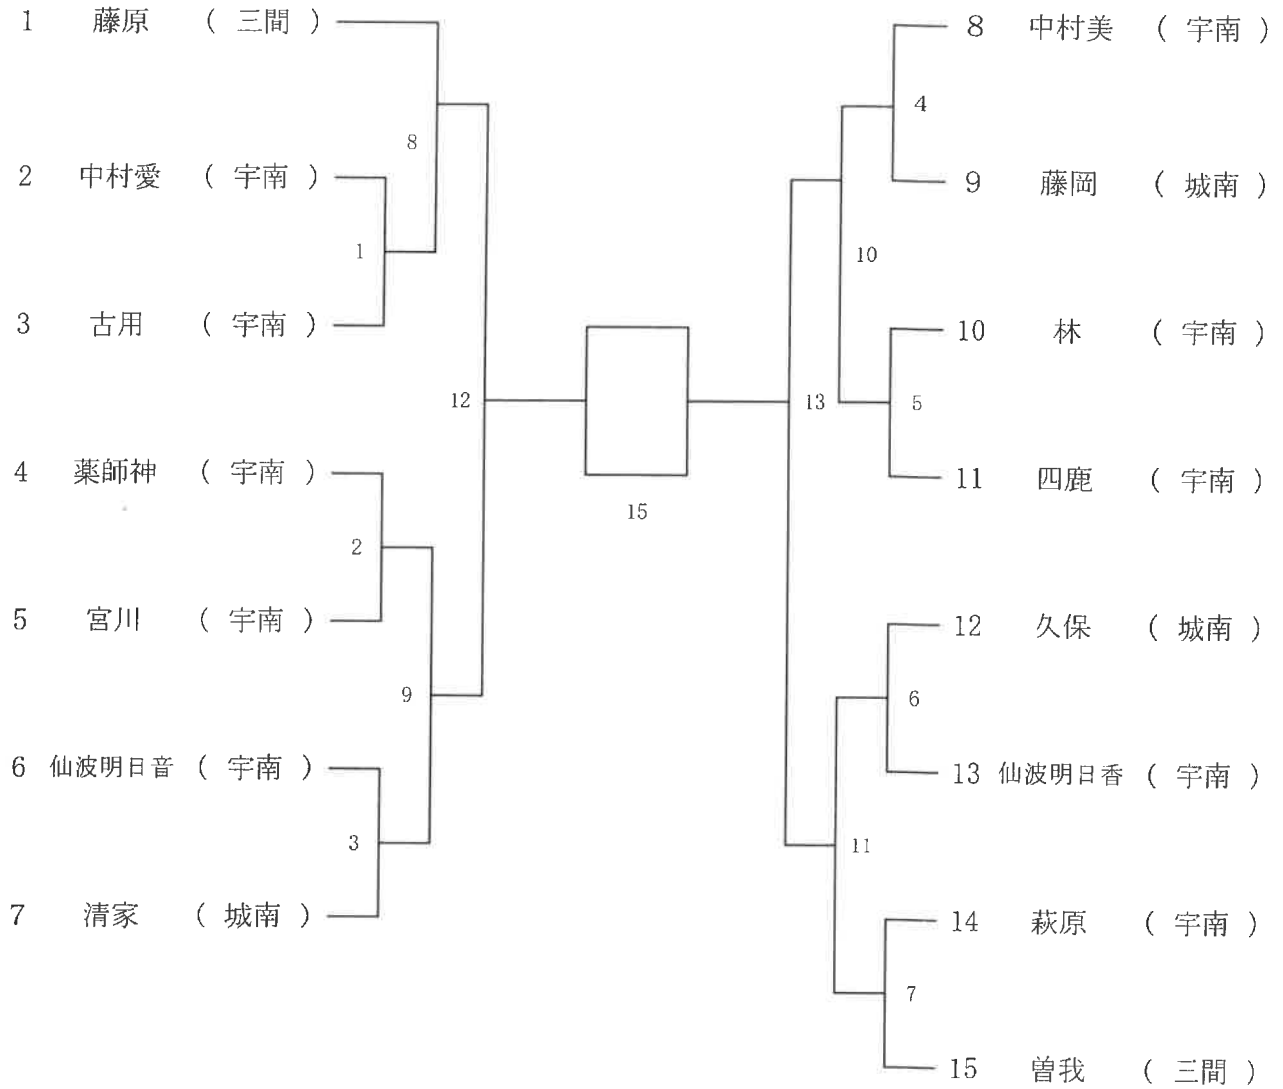 1 藤原 ( 三間 )
8
2 中村愛 ( 宇南 )
1
3 古用 ( 宇南 )
12
4 薬師神 ( 宇南 )
2
5 宮川 ( 宇南 )
9
6 仙波明日音 ( 宇南 )
3
7 清家 ( 城南 )
15
8 中村美 ( 宇南 )
4
9 藤岡 ( 城南 )
10
10 林 ( 宇南 )
13
5
11 四鹿 ( 宇南 )
12 久保 ( 城南 )
6
13 仙波明日香 ( 宇南 )
11
14 萩原 ( 宇南 )
7
15 曽我 ( 三間 )